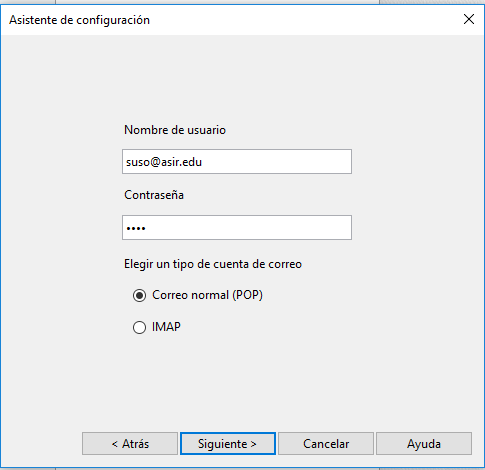 Asistente de configuración
Nombre de usuario
suso@asir.edu
Contraseña
••••
Elegir un tipo de cuenta de correo
Correo normal (POP)
IMAP
< Atrás
Siguiente >
Cancelar
Ayuda